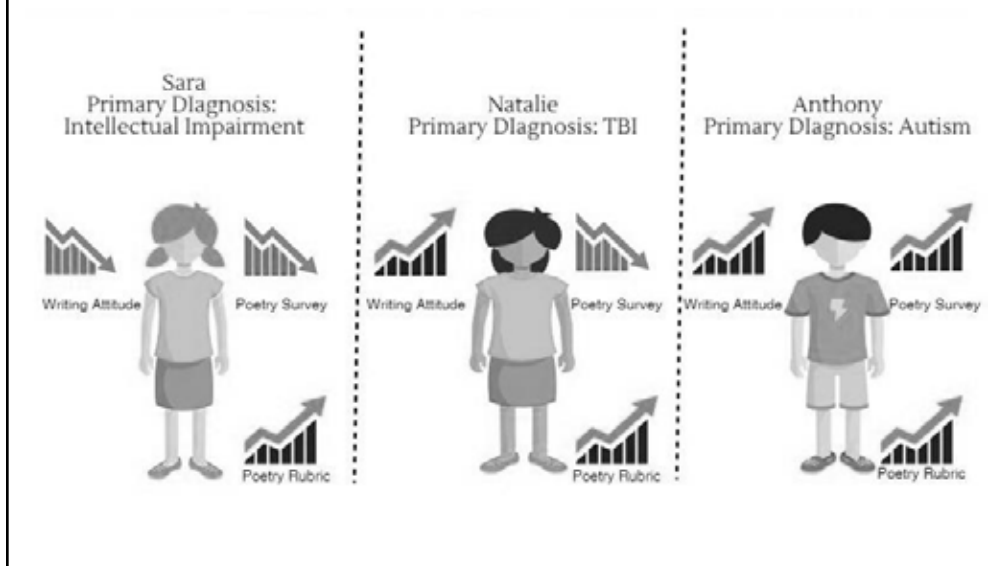 Sara
Primary DIagnosis:
Intellectual Impairment
Writing Attitude
Poetry Survey
Poetry Rubric
Natalie
Primary DIagnosis: TBI
Writing Attitude
Poetry Survey
Poetry Rubric
Anthony
Primary DIagnosis: Autism
Writing Attitude
Poetry Survey
Poetry Rubric